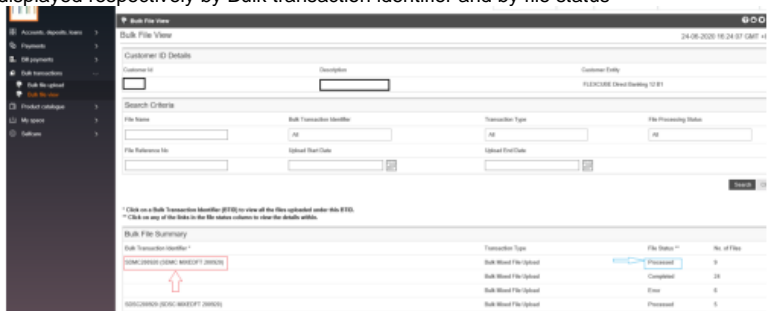 displayed respectively by Bulk transaction identifier and by file status
Bulk File View
Accounts, deposits, loans
Payments
Bill payments
Bulk transactions
Bulk file upload
Bulk file view
Product catalogue
My space
Bulk File View
24-06-2020 16:24:07 GMT
Customer ID Details
Customer Id Description Customer Entity
FLEXCUBE Direct Banking 12 B1
Search Criteria
File Name Bulk Transaction Identifier Transaction Type File Processing Status
All All All
File Reference No Upload Start Date Upload End Date
Search
* Click on a Bulk Transaction Identifier (BTID) to view all the files uploaded under this BTID.
** Click on any of the links in the file status column to view the details within.
Bulk File Summary
Bulk Transaction Identifier * Transaction Type File Status ** No. of Files
Bulk Mixed File Upload Processed 9
Bulk Mixed File Upload Completed 24
Bulk Mixed File Upload Error 6
Bulk Mixed File Upload Processed 5